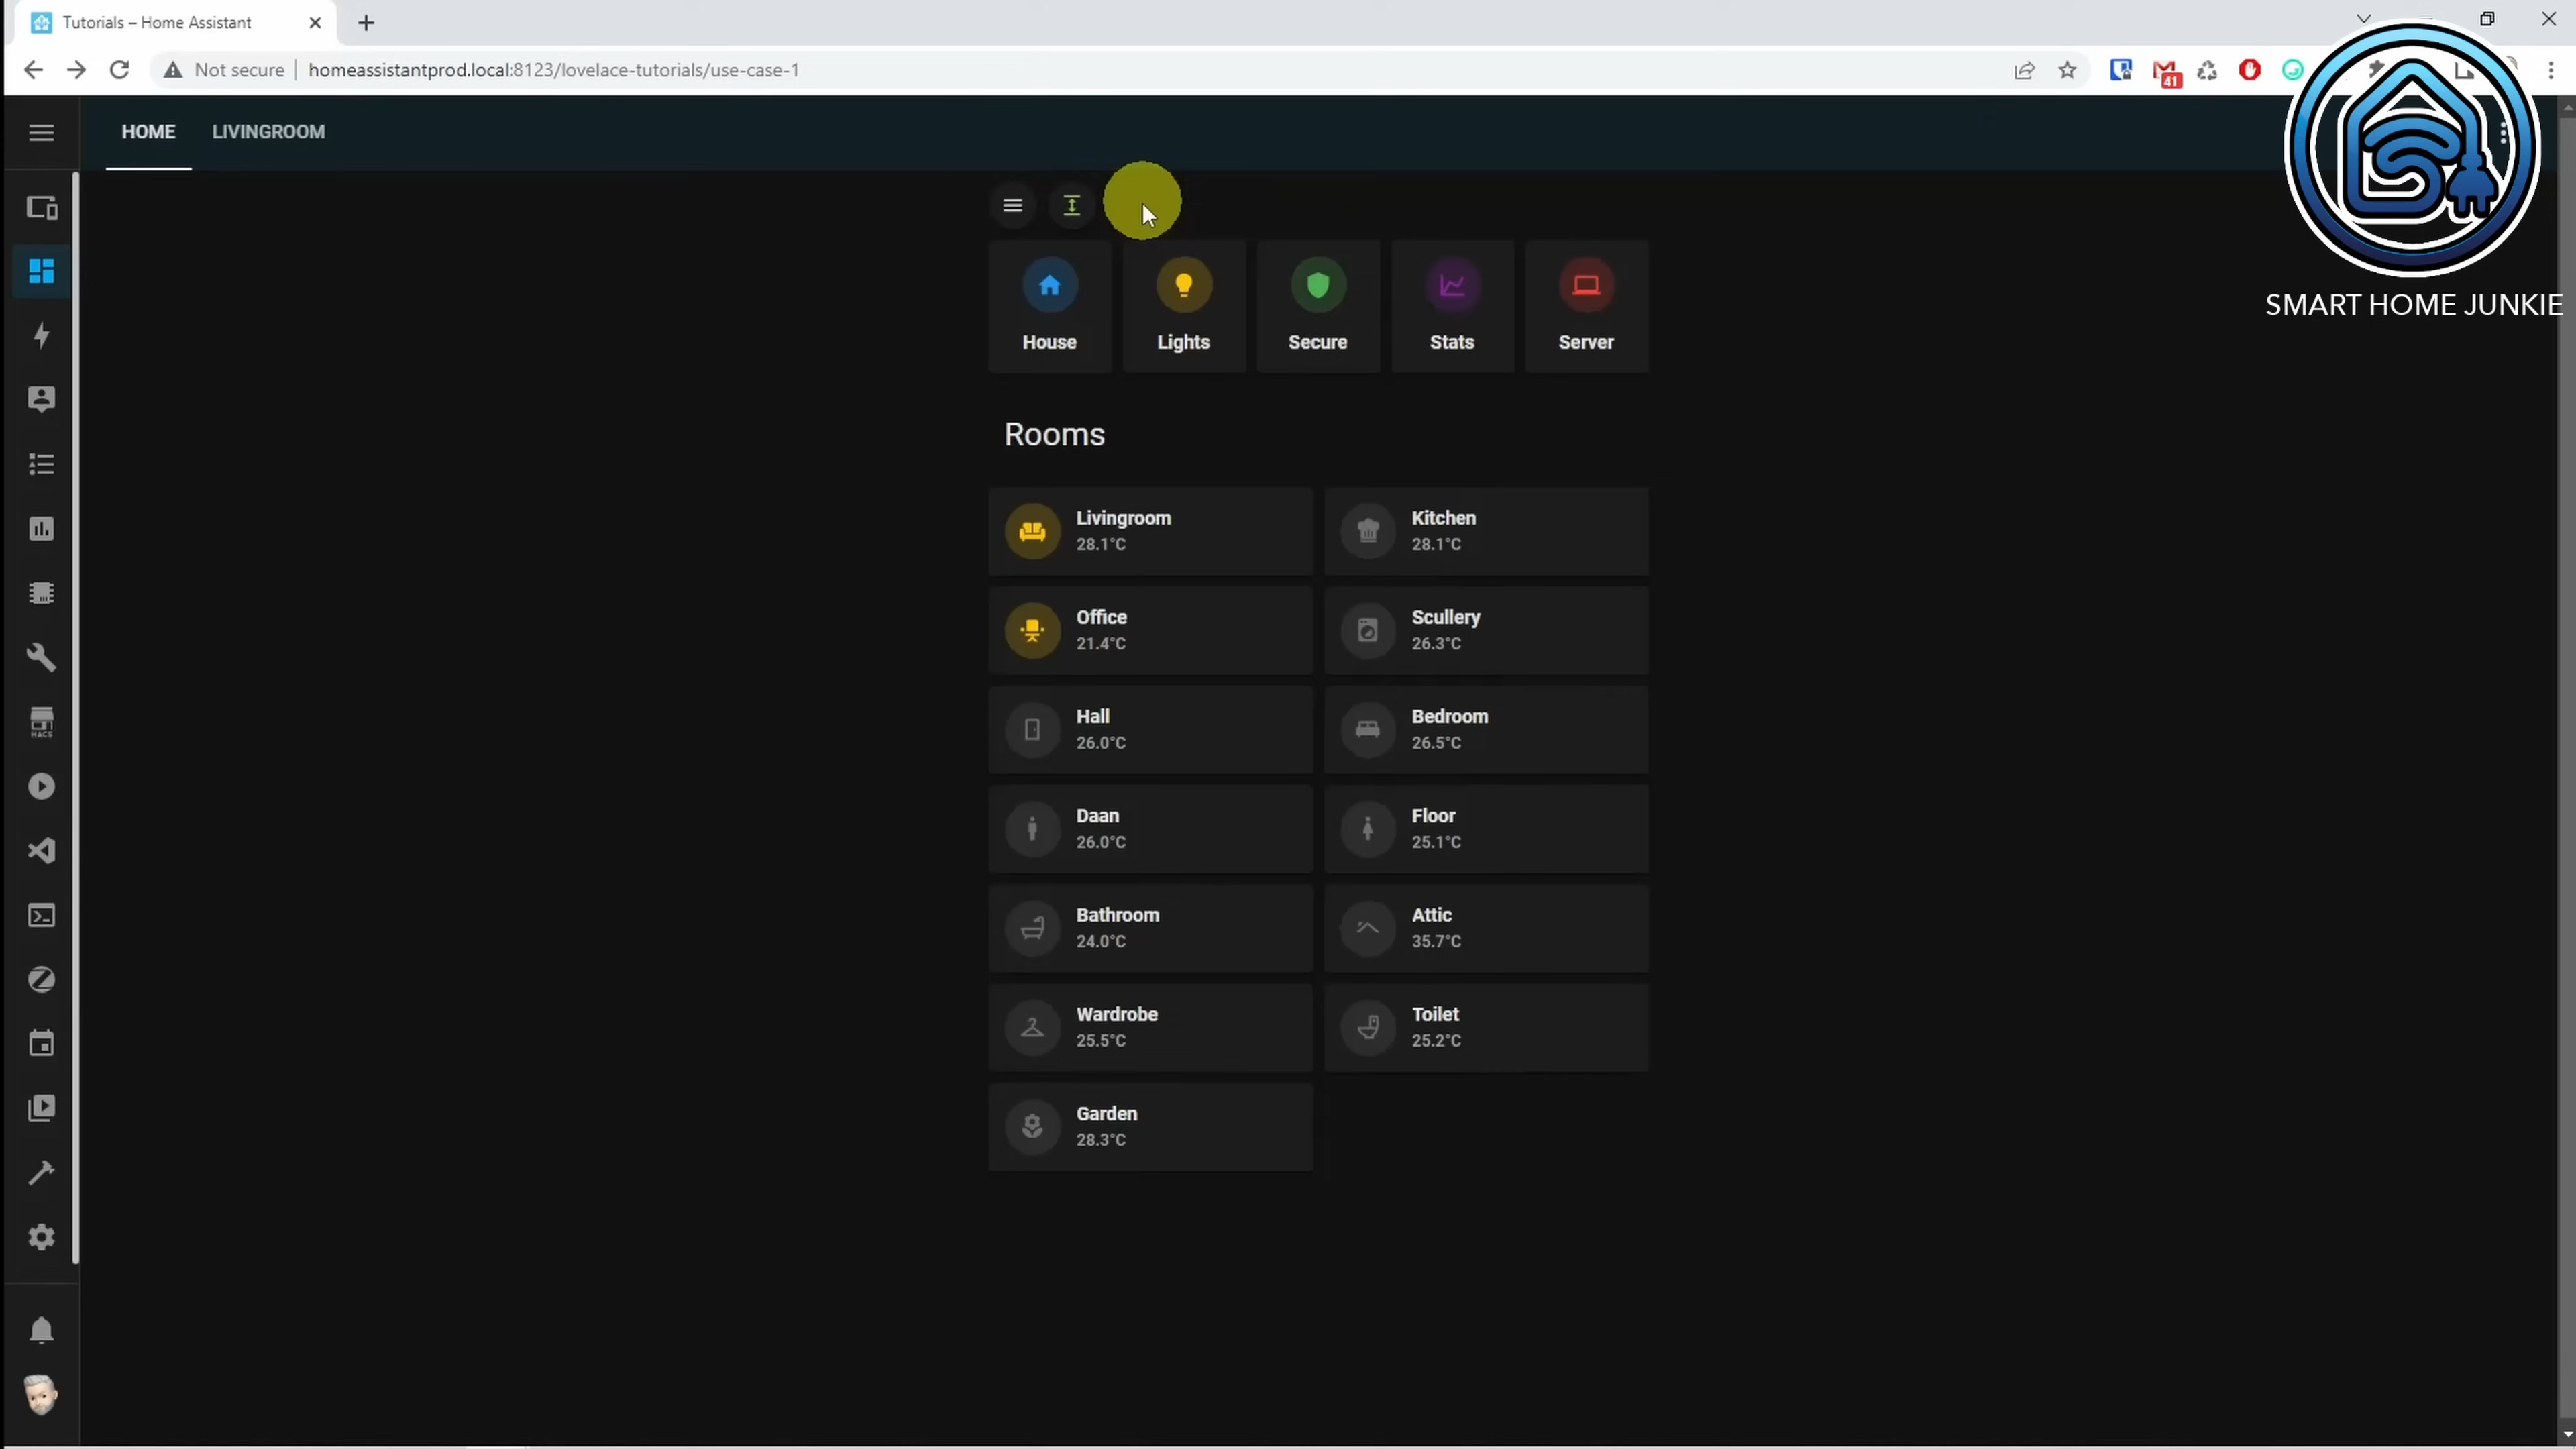 Tutorials – Home Assistant
Not secure
homeassistantprod.local:8123/lovelace-tutorials/use-case-1
41
HOME
LIVINGROOM
SMART HOME JUNKIE
House
Lights
Secure
Stats
Server
Rooms
Livingroom
28.1°C
Kitchen
28.1°C
Office
21.4°C
Scullery
26.3°C
Hall
26.0°C
Bedroom
26.5°C
Daan
26.0°C
Floor
25.1°C
Bathroom
24.0°C
Attic
35.7°C
Wardrobe
25.5°C
Toilet
25.2°C
Garden
28.3°C
HACS